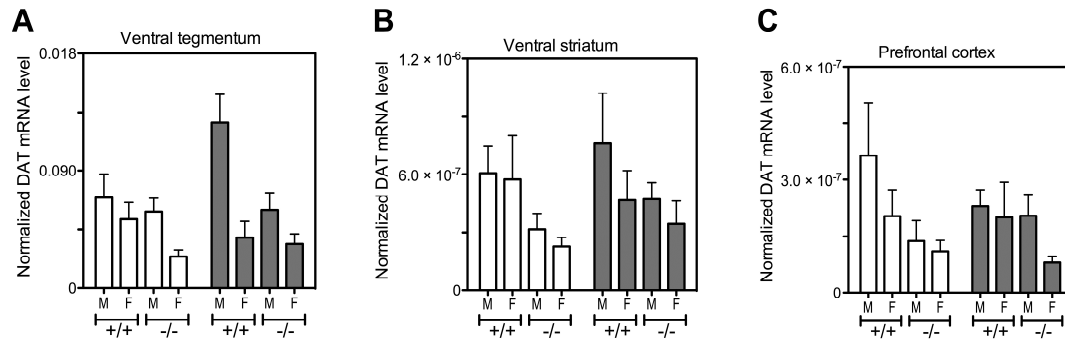 A
Ventral tegmentum
Normalized DAT mRNA level
0.018
0.090
0
M F M F M F M F
+/+ -/- +/+ -/-
B
Ventral striatum
Normalized DAT mRNA level
1.2 × 10-6
6.0 × 10-7
0
M F M F M F M F
+/+ -/- +/+ -/-
C
Prefrontal cortex
Normalized DAT mRNA level
6.0 × 10-7
3.0 × 10-7
0
M F M F M F M F
+/+ -/- +/+ -/-